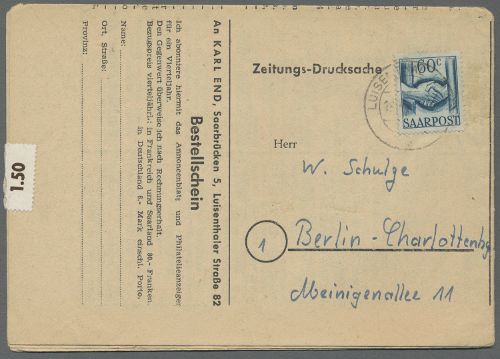 An KARL END, Saarbrücken 5, Luisenthaler Straße 82
Bestellschein
Ich abonniere hiermit das Annoncenblatt und Philatelieanzeiger
für ein Vierteljahr.
Den Gegenwert überweise ich nach Rechnungserhalt.
Bezugspreis vierteljährl.: in Frankreich und Saarland 80.- Franken.
in Deutschland 6.- Mark einschl. Porto.
Name:
Ort, Straße:
Provinz:
1.50
Zeitungs-Drucksache
60c
SAARPOST
LUISE
Herr
W. Schulze
1
Berlin-Charlottenbg
Meinigenallee 11